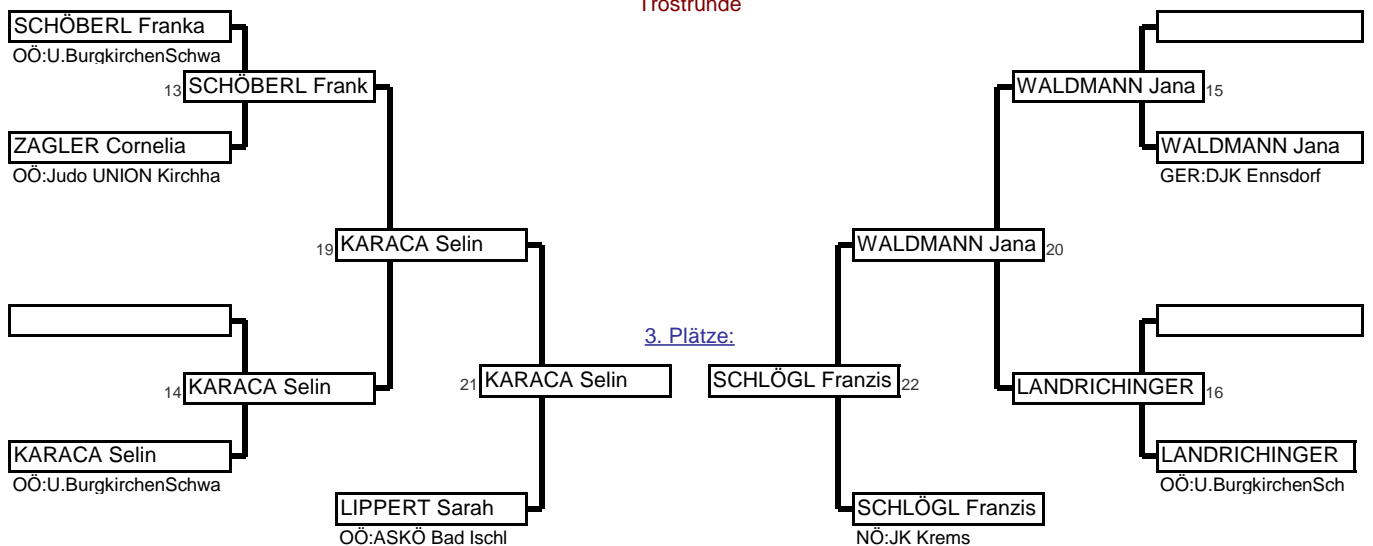 Trostrunde
SCHÖBERL Franka
OÖ:U.BurgkirchenSchwa
13 SCHÖBERL Frank
ZAGLER Cornelia
OÖ:Judo UNION Kirchha
19 KARACA Selin
14 KARACA Selin
KARACA Selin
OÖ:U.BurgkirchenSchwa
3. Plätze:
21 KARACA Selin
LIPPERT Sarah
OÖ:ASKÖ Bad Ischl
WALDMANN Jana 15
WALDMANN Jana
GER:DJK Ennsdorf
WALDMANN Jana 20
SCHLÖGL Franzis 22
LANDRICHINGER 16
LANDRICHINGER
OÖ:U.BurgkirchenSch
SCHLÖGL Franzis
NÖ:JK Krems